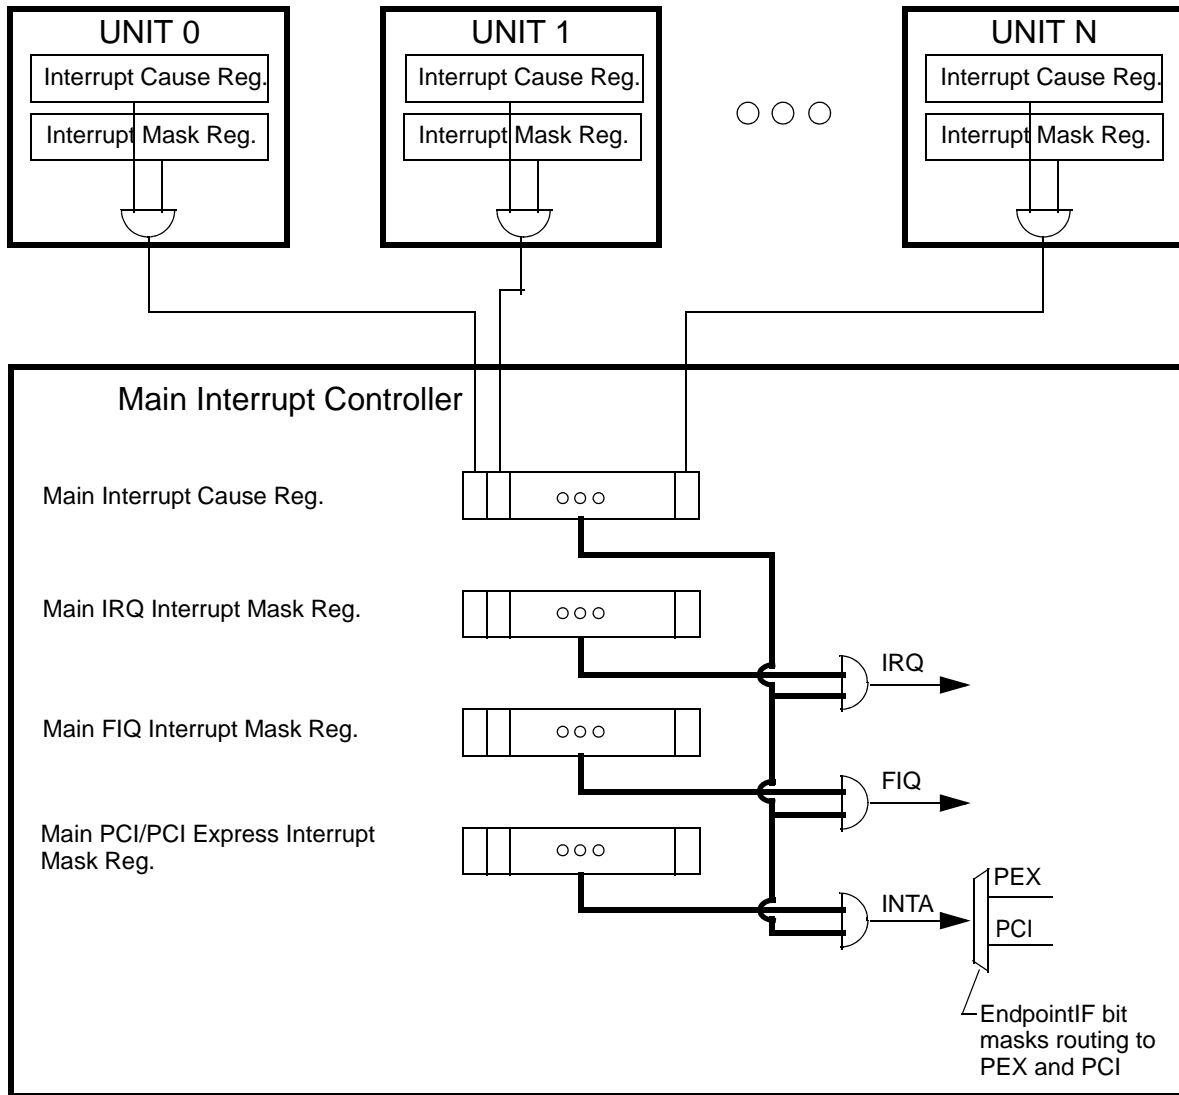 UNIT 0
Interrupt Cause Reg.
Interrupt Mask Reg.
UNIT 1
Interrupt Cause Reg.
Interrupt Mask Reg.
UNIT N
Interrupt Cause Reg.
Interrupt Mask Reg.
Main Interrupt Controller
Main Interrupt Cause Reg.
Main IRQ Interrupt Mask Reg.
IRQ
Main FIQ Interrupt Mask Reg.
FIQ
Main PCI/PCI Express Interrupt
Mask Reg.
INTA
PEX
PCI
EndpointIF bit
masks routing to
PEX and PCI